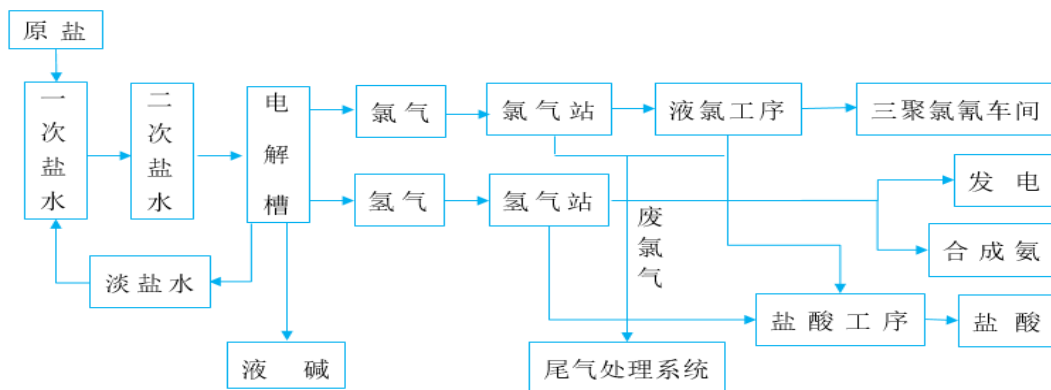 原 盐
一次盐水
二次盐水
电解槽
氯气
氯气站
液氯工序
三聚氯氰车间
氢气
氢气站
发 电
合成氨
废氯气
淡盐水
盐酸工序
盐 酸
液 碱
尾气处理系统